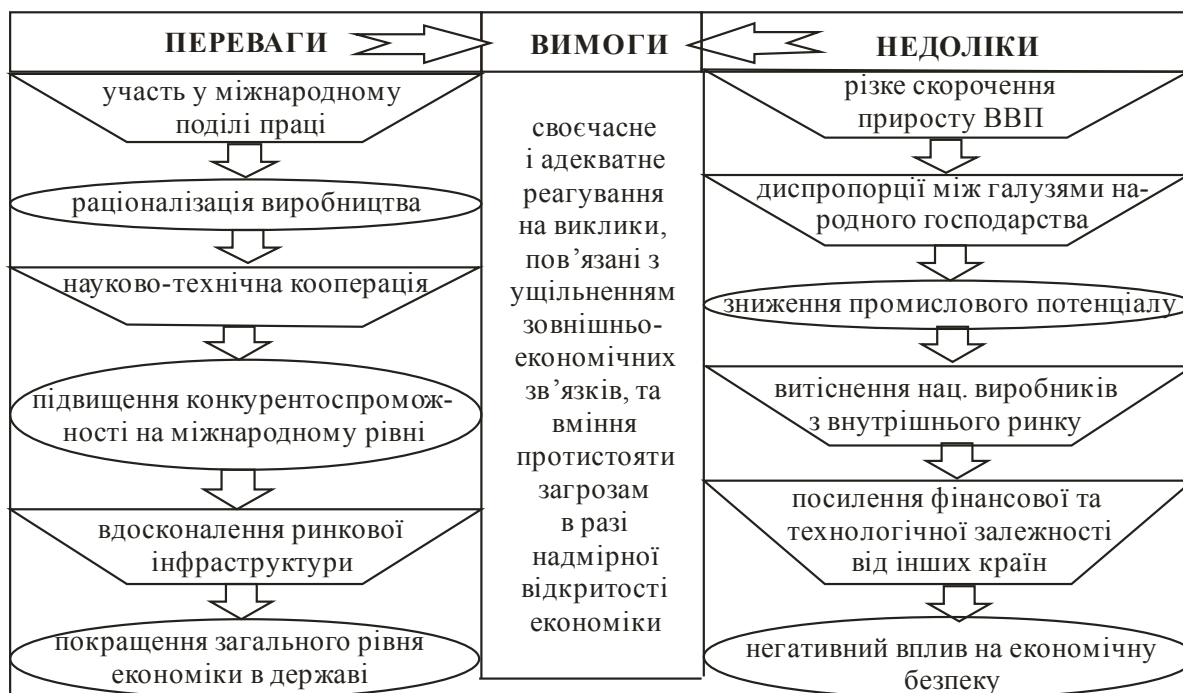 ПЕРЕВАГИ
ВИМОГИ
НЕДОЛІКИ
участь у міжнародному
поділі праці
раціоналізація виробництва
науково-технічна кооперація
підвищення конкурентоспромож-
ності на міжнародному рівні
вдосконалення ринкової
інфраструктури
покращення загального рівня
економіки в державі
своєчасне
і адекватне
реагування
на виклики,
пов’язані з
ущільненням
зовнішньо-
економічних
зв’язків, та
вміння
протистояти
загрозам
в разі
надмірної
відкритості
економіки
різке скорочення
приросту ВВП
диспропорції між галузями на-
родного господарства
зниження промислового потенціалу
витіснення нац. виробників
з внутрішнього ринку
посилення фінансової та
технологічної залежності
від інших країн
негативний вплив на економічну
безпеку